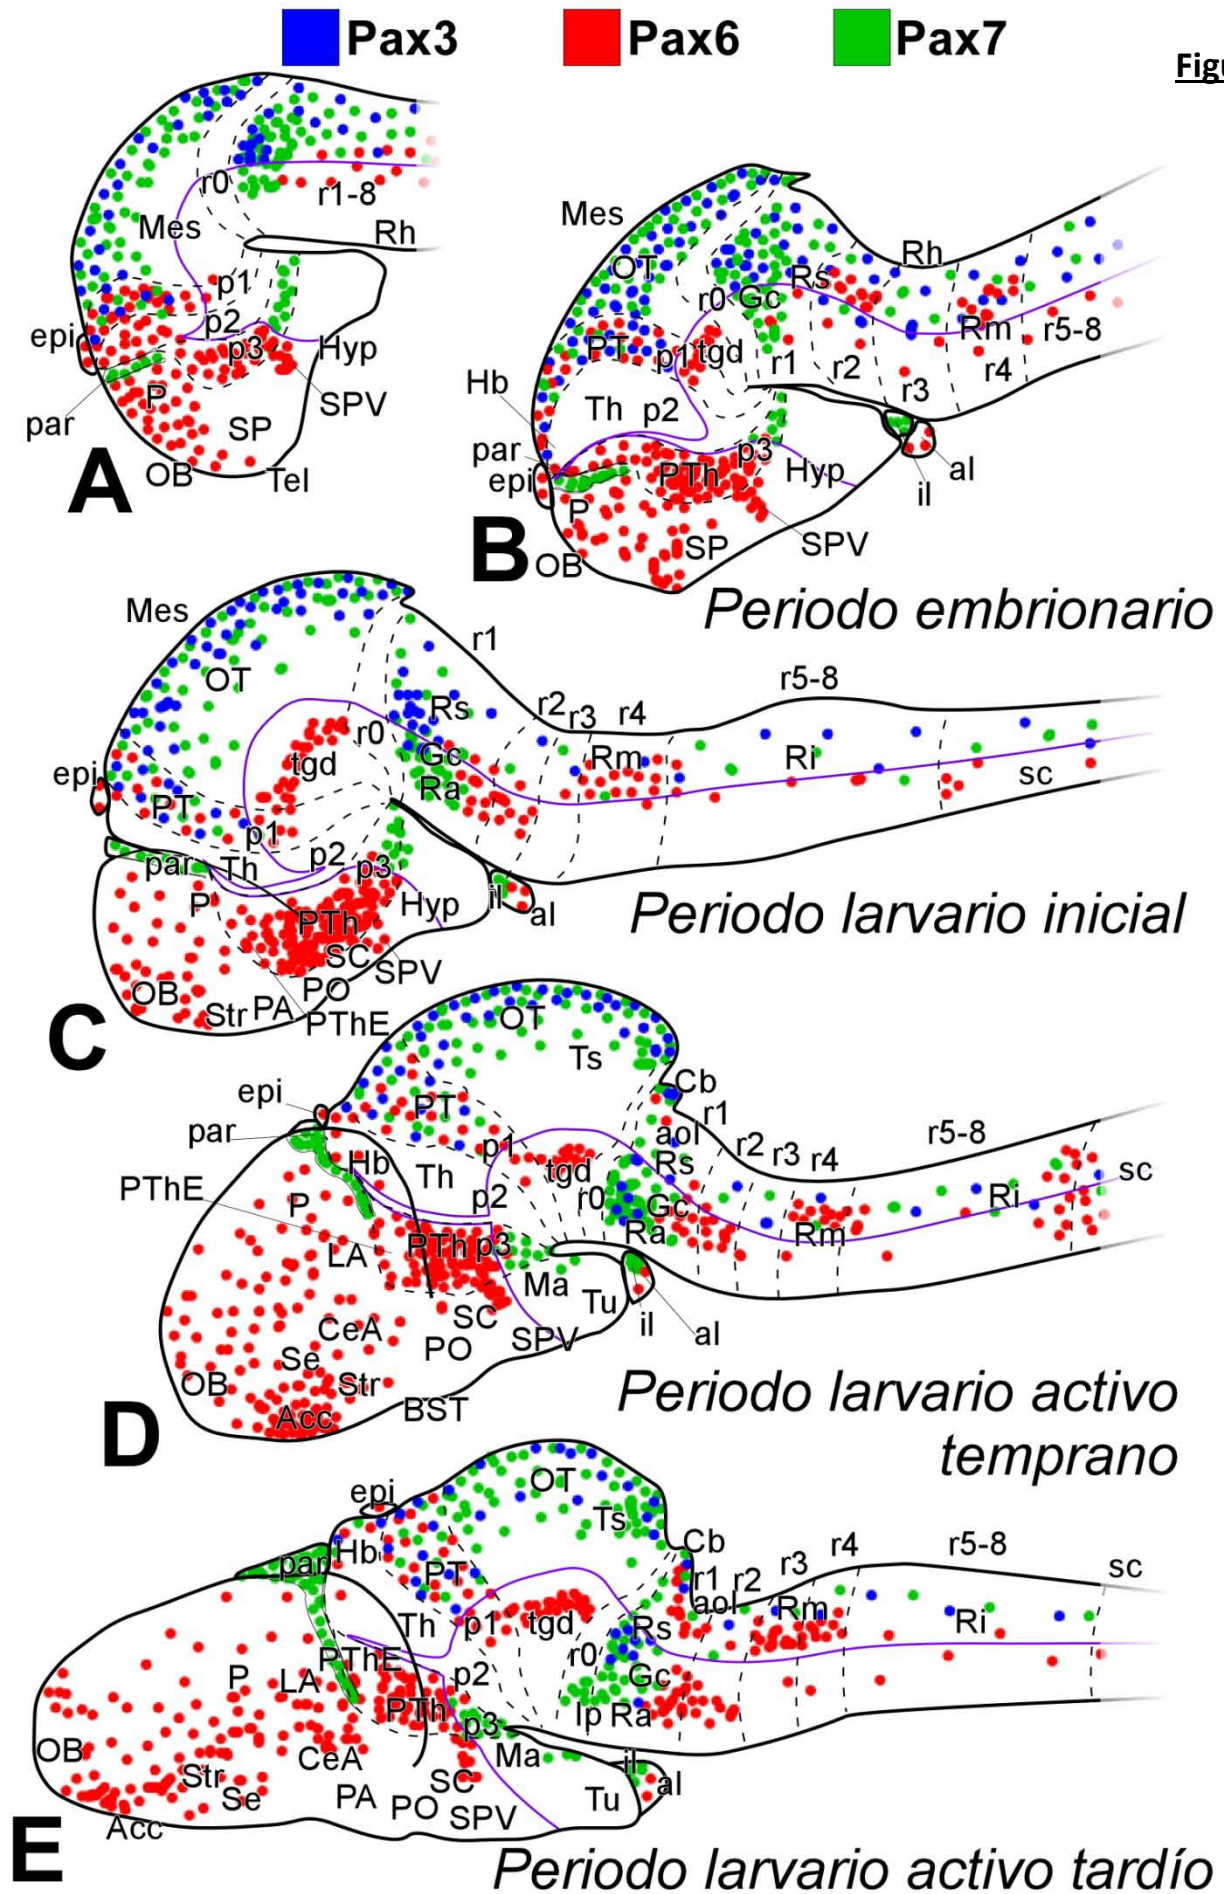 Pax3 Pax6 Pax7
Figu
r0
r1-8
Mes
Rh
p1
p2
epi
p3
Hyp
P
SPV
par
SP
A
OB
Tel
Mes
OT
Rh
Rs
r0
Gc
Rm
r5-8
PT
p1
tgd
r1
r2
r4
Hb
r3
Th
p2
par
p3
epi
PTh
Hyp
al
P
il
B
OB
SP
SPV
Periodo embrionario
Mes
r1
OT
r5-8
Rs
r2
r3
r4
r0
Gc
Rm
Ri
epi
tgd
Ra
sc
PT
p1
par
Th
p2
p3
P
Hyp
il
al
PTh
SC
SPV
OB
PO
Str
PA
PThE
C
Periodo larvario inicial
OT
Ts
epi
Cb
r1
par
PT
aol
r2
r3
r4
r5-8
p1
Hb
Th
tgd
Rs
sc
PThE
P
p2
r0
Gc
Ri
Ra
Rm
LA
PTh
p3
Ma
Tu
CeA
SC
il
al
Se
PO
SPV
OB
Str
Acc
BST
D
Periodo larvario activo
temprano
OT
epi
Ts
Cb
par
Hb
r4
r5-8
PT
r3
sc
r1
r2
aol
Rm
Th
p1
tgd
Rs
Ri
PThE
r0
P
LA
p2
Gc
PTh
Ip
Ra
p3
OB
CeA
Ma
il
Str
SC
al
Se
PA
PO
SPV
Tu
Acc
E
Periodo larvario activo tardío